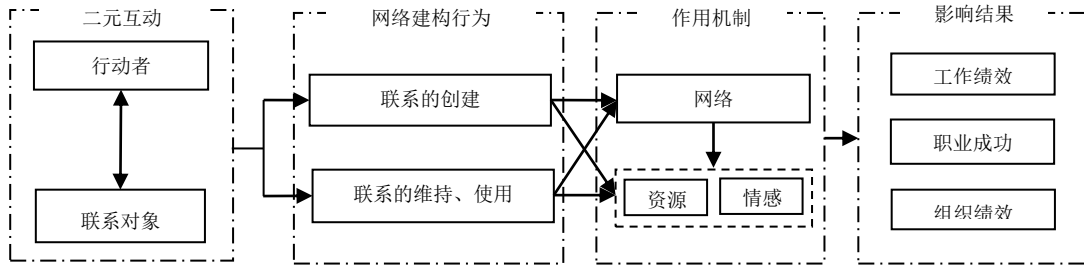 二元互动
行动者
联系对象
网络建构行为
联系的创建
联系的维持、使用
作用机制
网络
资源
情感
影响结果
工作绩效
职业成功
组织绩效